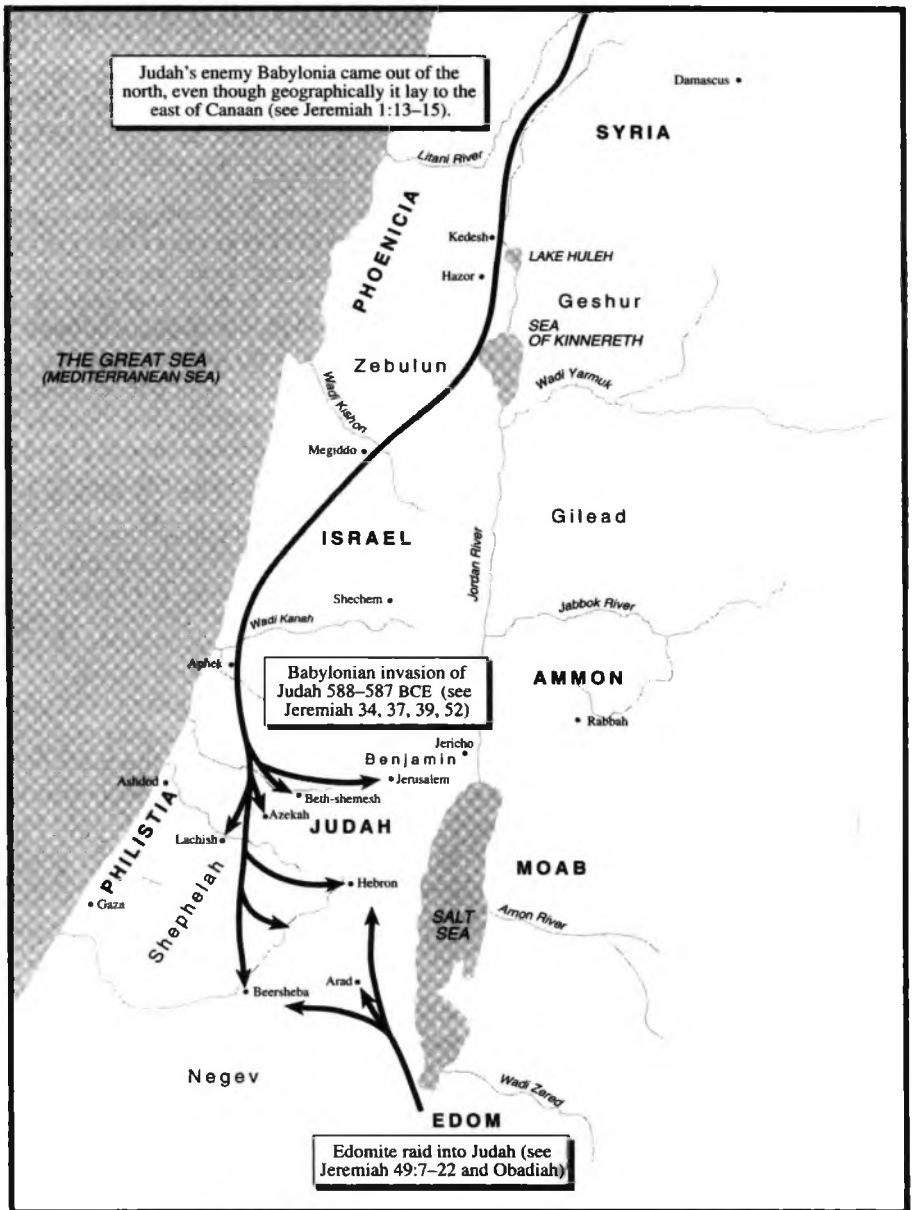 Judah's enemy Babylonia came out of the
north, even though geographically it lay to the
east of Canaan (see Jeremiah 1:13–15).
Damascus
SYRIA
Litani River
PHOENICIA
Kedesh
LAKE HULEH
Hazor
Geshur
SEA
OF KINNERETH
THE GREAT SEA
(MEDITERRANEAN SEA)
Zebulun
Wadi Yarmuk
Wadi Kishon
Megiddo
Gilead
ISRAEL
Jordan River
Shechem
Jabbok River
Wadi Kanah
Aphek
Babylonian invasion of
Judah 588–587 BCE (see
Jeremiah 34, 37, 39, 52)
AMMON
Rabbah
Jericho
Benjamin
Jerusalem
Ashdod
Beth-shemesh
Azekah
JUDAH
Lachish
PHILISTIA
MOAB
Hebron
Gaza
Shephelah
SALT
SEA
Arnon River
Arad
Beersheba
Negev
Wadi Zered
EDOM
Edomite raid into Judah (see
Jeremiah 49:7–22 and Obadiah)